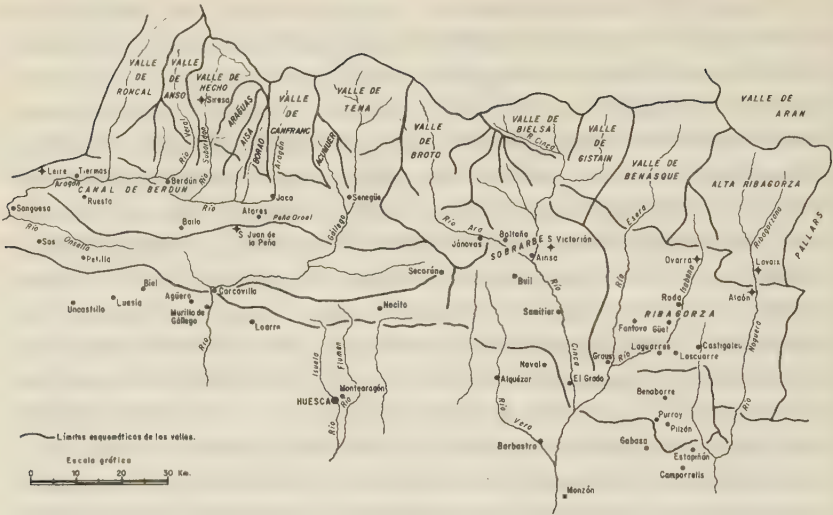 VALLE
DE
RONCAL
VALLE
DE
ANSO
VALLE DE
HECHO
Siresa
ARAGUAS
AISA
BORAO
VALLE
DE
CANFRANC
Aragón
ACUMUER
VALLE
DE
TENA
VALLE
DE
BROTO
VALLE DE
BIELSA
Cinca
VALLE
DE
GISTAIN
VALLE DE
BENASQUE
VALLE DE
ARAN
ALTA RIBAGORZA
PALLARS
Río Veral
Río Subordán
Leire
Tiermas
Aragón
CANAL DE BERDUN
Berdún
Ruesta
Sanguesa
Río
Jaca
Atares
Peña Oroel
Bailo
S. Juan de
la Peña
Senegüe
Gállego
Río
Sos
Onsella
Petilla
Río Ara
Jánovas
Boltaña
SOBRARBE
S. Victorián
Ainsa
Secorún
Buil
Río
Samitier
Cinca
Esera
Río
Ovarra
Isabena
Roda
RIBAGORZA
Fantova
Güel
Laguarres
Lascuarre
Castigaleu
Ribagorzana
Lavaix
Alaón
Noguera
Biel
Uncastillo
Luesia
Agüero
Murillo de
Gállego
Carcavilla
Río
Loarre
Nocito
Isuela
Flumen
HUESCA
Montearagón
Río
Río
Naval
Alquézar
El Grado
Graus
Río
Río
Vero
Barbastro
Benabarre
Purroy
Pilzán
Gabasa
Estopiñán
Camporrells
Monzón
Límites esquemáticos de los valles.
Escala gráfica
0 10 20 30 Km.